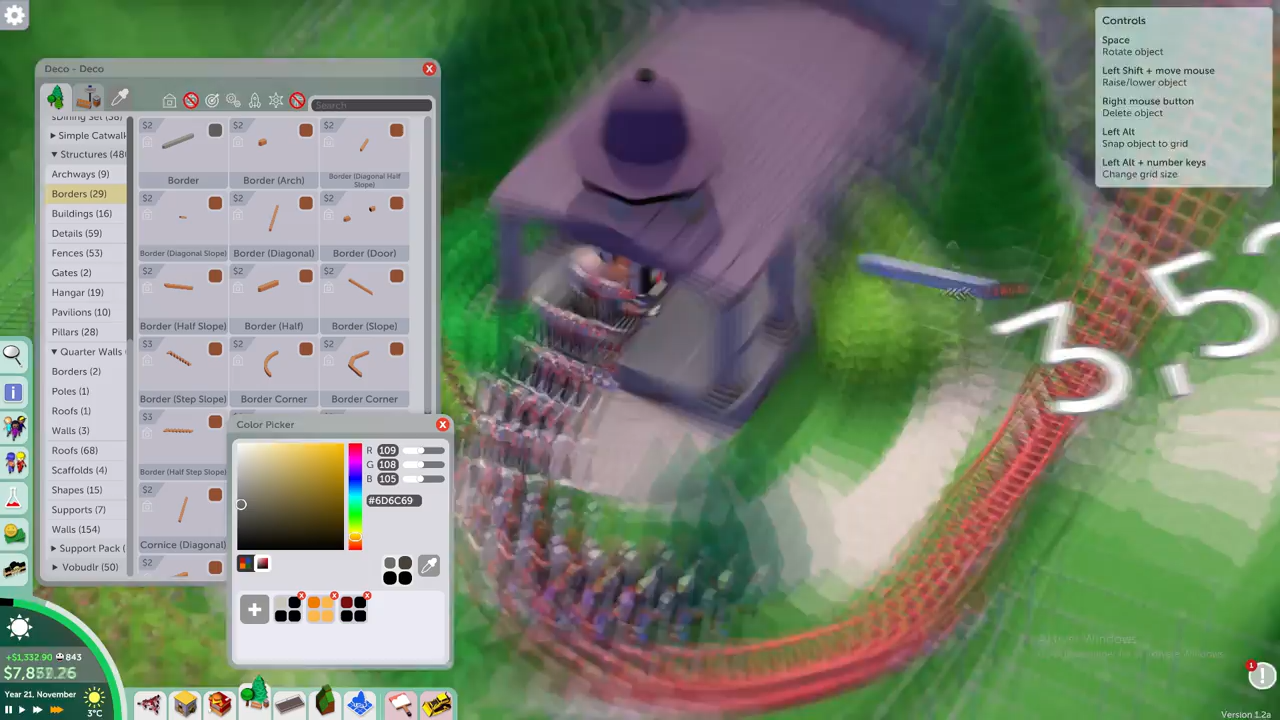 Deco - Deco
Search
Controls
Space
Rotate object
Left Shift + move mouse
Raise/lower object
Right mouse button
Delete object
Left Alt
Snap object to grid
Left Alt + number keys
Change grid size
Simple Catwalk
Structures (480
Archways (9)
Borders (29)
Buildings (16)
Details (59)
Fences (53)
Gates (2)
Hangar (19)
Pavilions (10)
Pillars (28)
Quarter Walls
Borders (2)
Poles (1)
Roofs (1)
Walls (3)
Roofs (68)
Scaffolds (4)
Shapes (15)
Supports (7)
Walls (154)
Support Pack (
Vobudlr (50)
$2 $2 $2
Border Border (Arch) Border (Diagonal Half Slope)
$2 $2 $2
Border (Diagonal Slope) Border (Diagonal) Border (Door)
$2 $2 $2
Border (Half Slope) Border (Half) Border (Slope)
$3 $2 $2
Border (Step Slope) Border Corner Border Corner
$3
Border (Half Step Slope)
$2
Cornice (Diagonal)
$2
Color Picker
R 109
G 108
B 105
#6D6C69
+
3,5
+$1,332.90 843
Year 21, November
3°C
Activate Windows
1
Version 1.2a